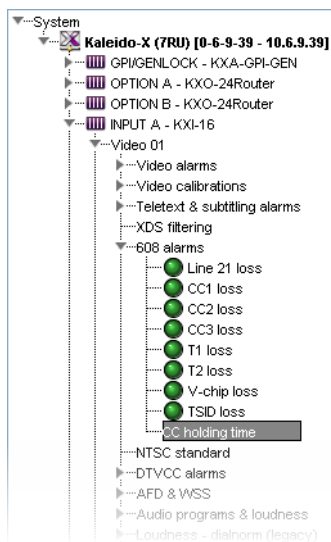 System
Kaleido-X (7RU) [0-6-9-39 - 10.6.9.39]
GPI/GENLOCK - KXA-GPI-GEN
OPTION A - KXO-24Router
OPTION B - KXO-24Router
INPUT A - KXI-16
Video 01
Video alarms
Video calibrations
Teletext & subtitling alarms
XDS filtering
608 alarms
Line 21 loss
CC1 loss
CC2 loss
CC3 loss
T1 loss
T2 loss
V-chip loss
TSID loss
CC holding time
NTSC standard
DTVCC alarms
AFD & WSS
Audio programs & loudness
Loudness - dialnorm (legacy)